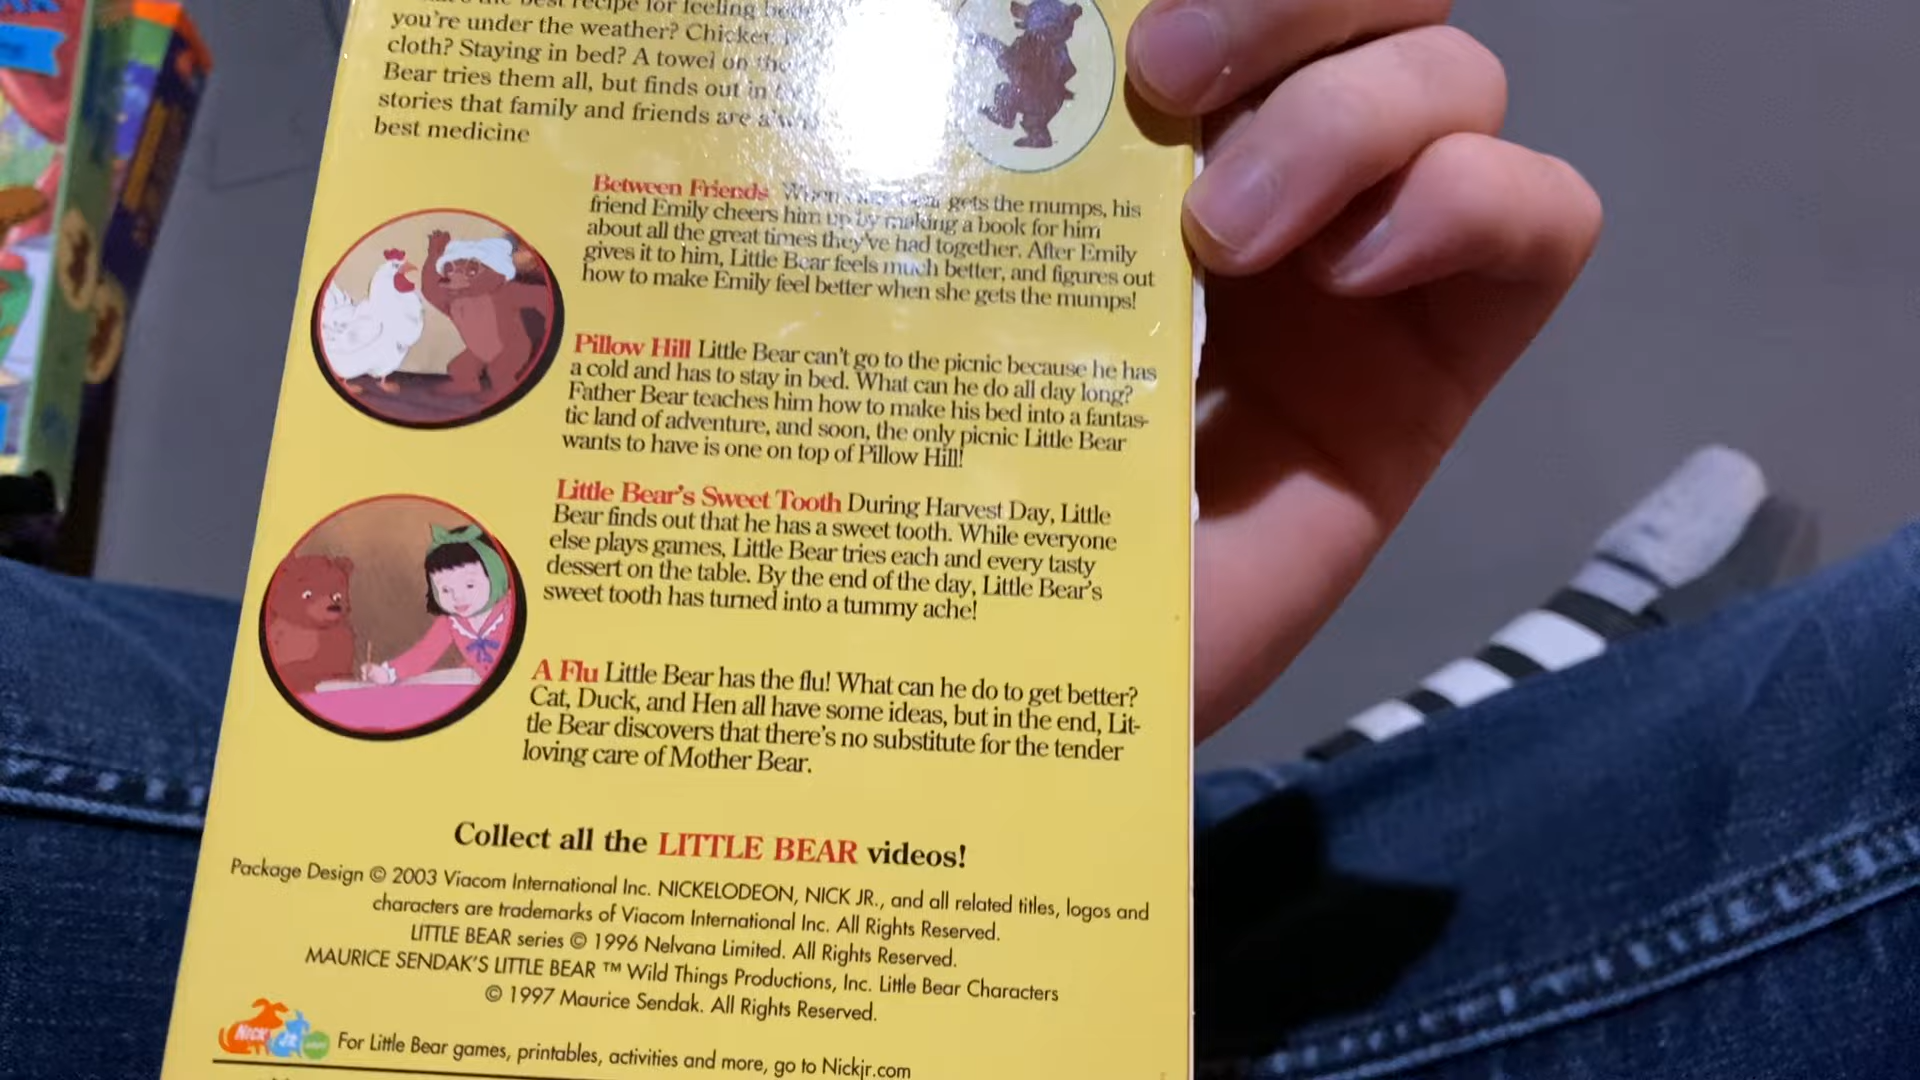 best recipe for feeling
you're under the weather?
cloth? Staying in bed? A towel on the
Bear tries them all, but finds out in
stories that family and friends are
best medicine
Between Friends When gets the mumps, his
friend Emily cheers him up by making a book for him
about all the great times they've had together. After Emily
gives it to him, Little Bear feels much better, and figures out
how to make Emily feel better when she gets the mumps!
Pillow Hill Little Bear can't go to the picnic because he has
a cold and has to stay in bed. What can he do all day long?
Father Bear teaches him how to make his bed into a fantas-
tic land of adventure, and soon, the only picnic Little Bear
wants to have is one on top of Pillow Hill!
Little Bear's Sweet Tooth During Harvest Day, Little
Bear finds out that he has a sweet tooth. While everyone
else plays games, Little Bear tries each and every tasty
dessert on the table. By the end of the day, Little Bear's
sweet tooth has turned into a tummy ache!
A Flu Little Bear has the flu! What can he do to get better?
Cat, Duck, and Hen all have some ideas, but in the end, Lit-
tle Bear discovers that there's no substitute for the tender
loving care of Mother Bear.
Collect all the LITTLE BEAR videos!
Package Design © 2003 Viacom International Inc. NICKELODEON, NICK JR., and all related titles, logos and
characters are trademarks of Viacom International Inc. All Rights Reserved.
LITTLE BEAR series © 1996 Nelvana Limited. All Rights Reserved.
MAURICE SENDAK'S LITTLE BEAR ™ Wild Things Productions, Inc. Little Bear Characters
© 1997 Maurice Sendak. All Rights Reserved.
NICK JR
For Little Bear games, printables, activities and more, go to Nickjr.com